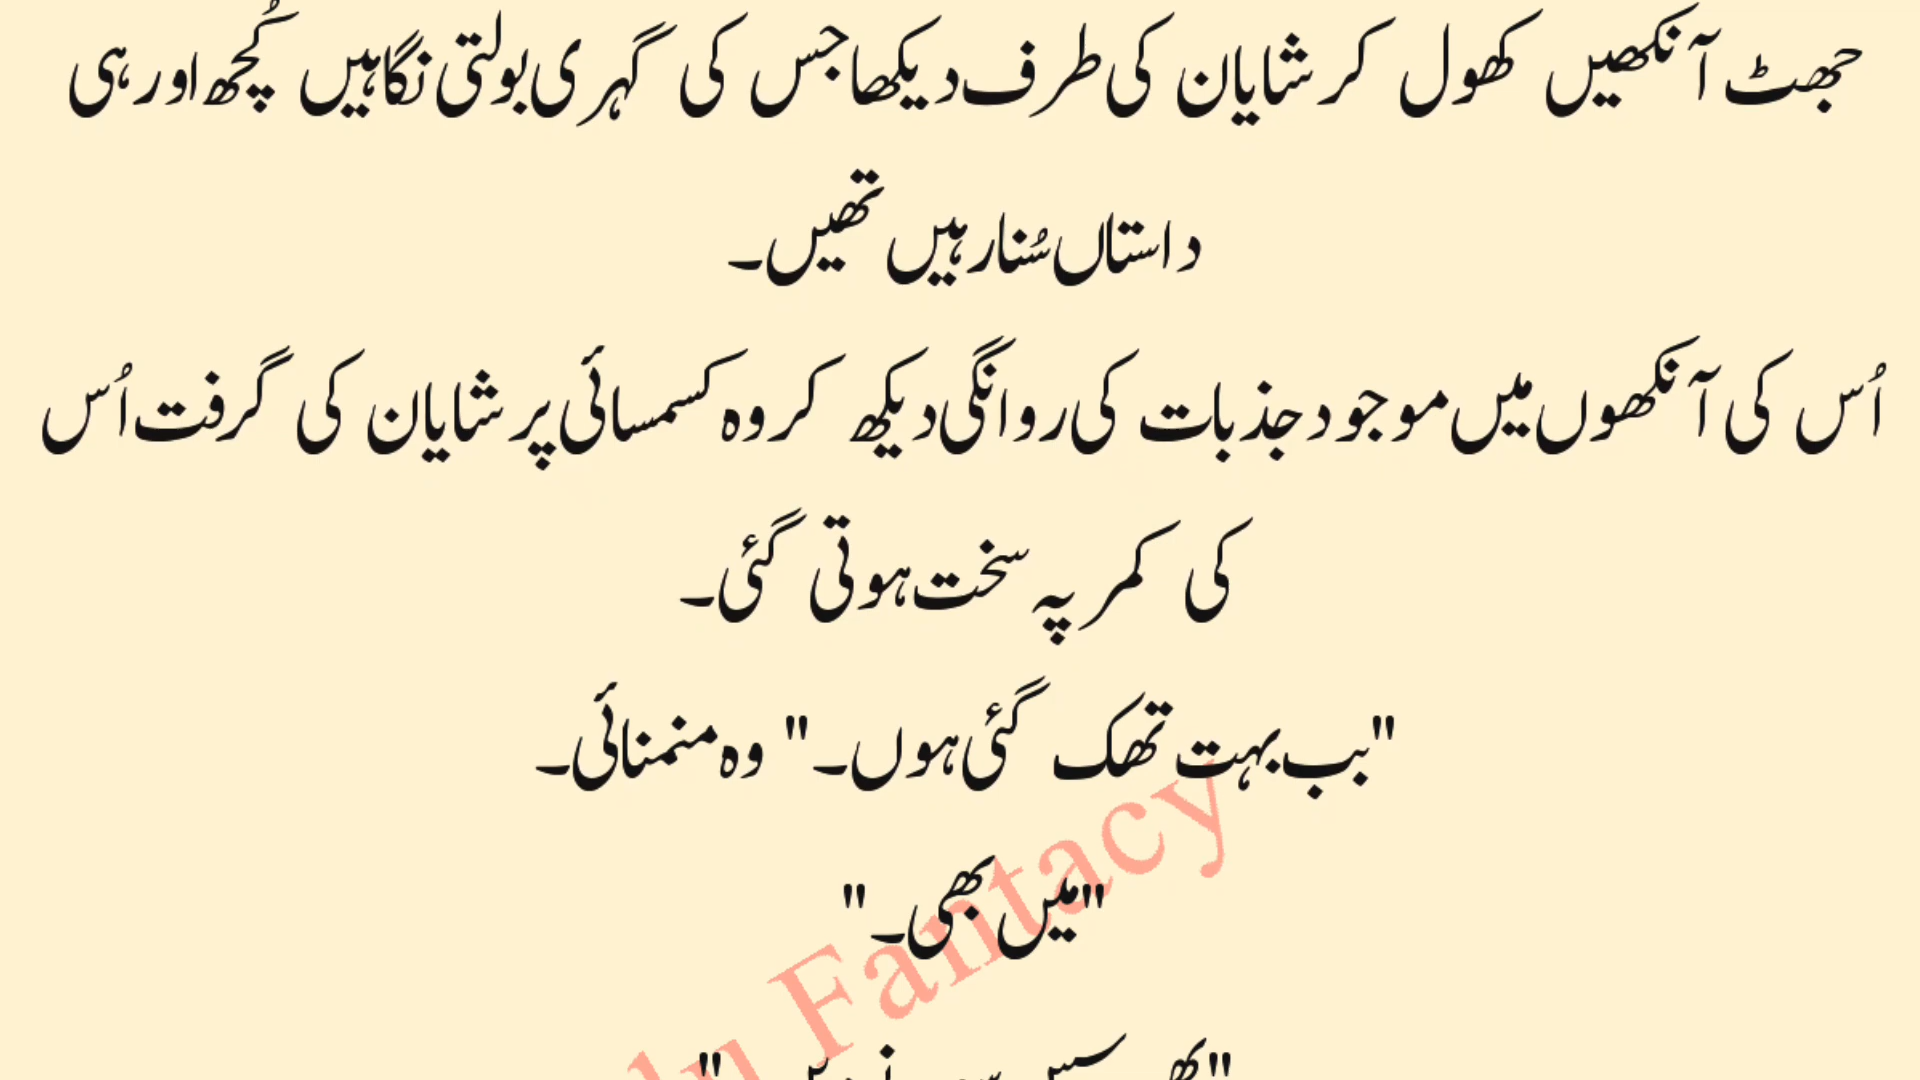 جھٹ آنکھیں کھول کر شایان کی طرف دیکھا جس کی گہری بولتی نگاہیں کُچھ اور ہی
داستاں سُنا رہیں تھیں۔
اُس کی آنکھوں میں موجود جذبات کی روانگی دیکھ کر وہ کسمسائی پر شایان کی گرفت اُس
کی کمر پہ سخت ہوتی گئی۔
"بب بہت تھک گئی ہوں۔" وہ منمنائی۔
"میں بھی۔"
Fantacy